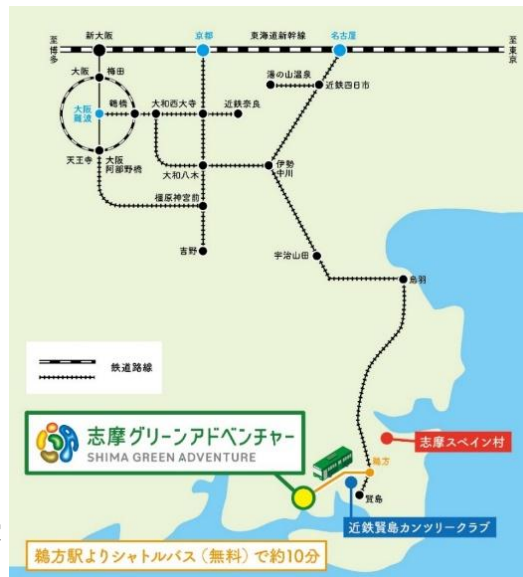 至博多
新大阪
京都
東海道新幹線
名古屋
至東京
大阪
梅田
湯の山温泉
近鉄四日市
大阪難波
鶴橋
大和西大寺
近鉄奈良
天王寺
大阪阿部野橋
大和八木
伊勢中川
橿原神宮前
吉野
宇治山田
鳥羽
鉄道路線
志摩グリーンアドベンチャー
SHIMA GREEN ADVENTURE
志摩スペイン村
鵜方
賢島
近鉄賢島カンツリークラブ
鵜方駅よりシャトルバス(無料)で約10分